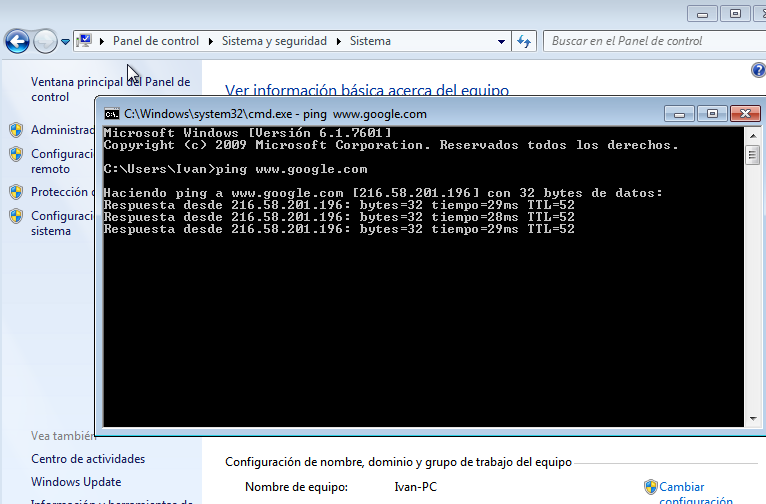 Panel de control
Sistema y seguridad
Sistema
Buscar en el Panel de control
Ventana principal del Panel de
control
Ver información básica acerca del equipo
C:\Windows\system32\cmd.exe - ping www.google.com
Microsoft Windows [Versión 6.1.7601]
Copyright (c) 2009 Microsoft Corporation. Reservados todos los derechos.
C:\Users\Ivan>ping www.google.com
Haciendo ping a www.google.com [216.58.201.196] con 32 bytes de datos:
Respuesta desde 216.58.201.196: bytes=32 tiempo=29ms TTL=52
Respuesta desde 216.58.201.196: bytes=32 tiempo=28ms TTL=52
Respuesta desde 216.58.201.196: bytes=32 tiempo=29ms TTL=52
Administrad
Configuraci
remoto
Protección
Configuraci
sistema
Vea también
Centro de actividades
Windows Update
Información y herramientas de
Configuración de nombre, dominio y grupo de trabajo del equipo
Nombre de equipo: Ivan-PC
Cambiar
configuración